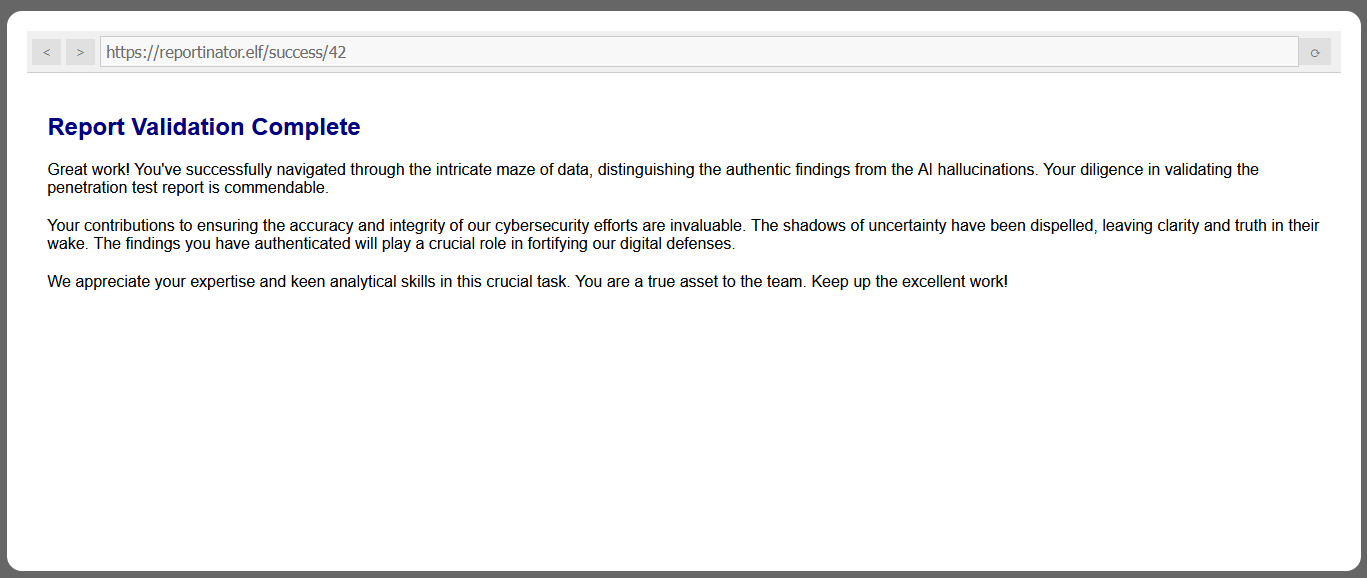 < > https://reportinator.elf/success/42 ⟳
Report Validation Complete
Great work! You've successfully navigated through the intricate maze of data, distinguishing the authentic findings from the AI hallucinations. Your diligence in validating the
penetration test report is commendable.
Your contributions to ensuring the accuracy and integrity of our cybersecurity efforts are invaluable. The shadows of uncertainty have been dispelled, leaving clarity and truth in their
wake. The findings you have authenticated will play a crucial role in fortifying our digital defenses.
We appreciate your expertise and keen analytical skills in this crucial task. You are a true asset to the team. Keep up the excellent work!